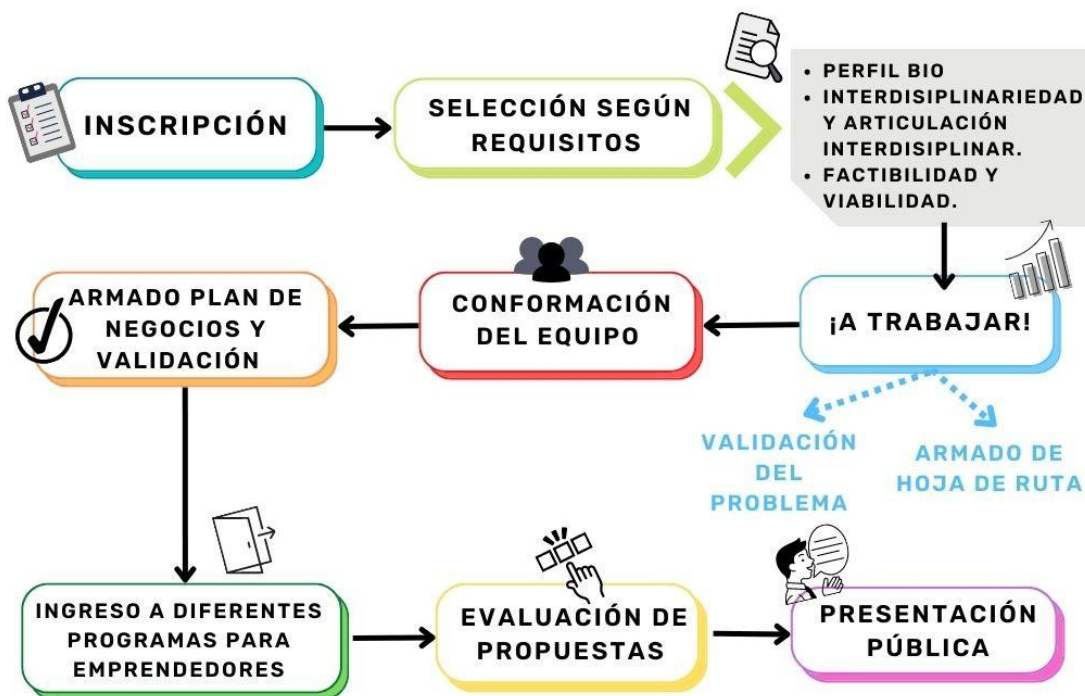 INSCRIPCIÓN
SELECCIÓN SEGÚN
REQUISITOS
• PERFIL BIO
• INTERDISIPLINARIEDAD
Y ARTICULACIÓN
INTERDISIPLINAR.
• FACTIBILIDAD Y
VIABILIDAD.
¡A TRABAJAR!
VALIDACIÓN
DEL
PROBLEMA
ARMADO DE
HOJA DE RUTA
CONFORMACIÓN
DEL EQUIPO
ARMADO PLAN DE
NEGOCIOS Y
VALIDACIÓN
INGRESO A DIFERENTES
PROGRAMAS PARA
EMPRENDEDORES
EVALUACIÓN DE
PROPUESTAS
PRESENTACIÓN
PÚBLICA